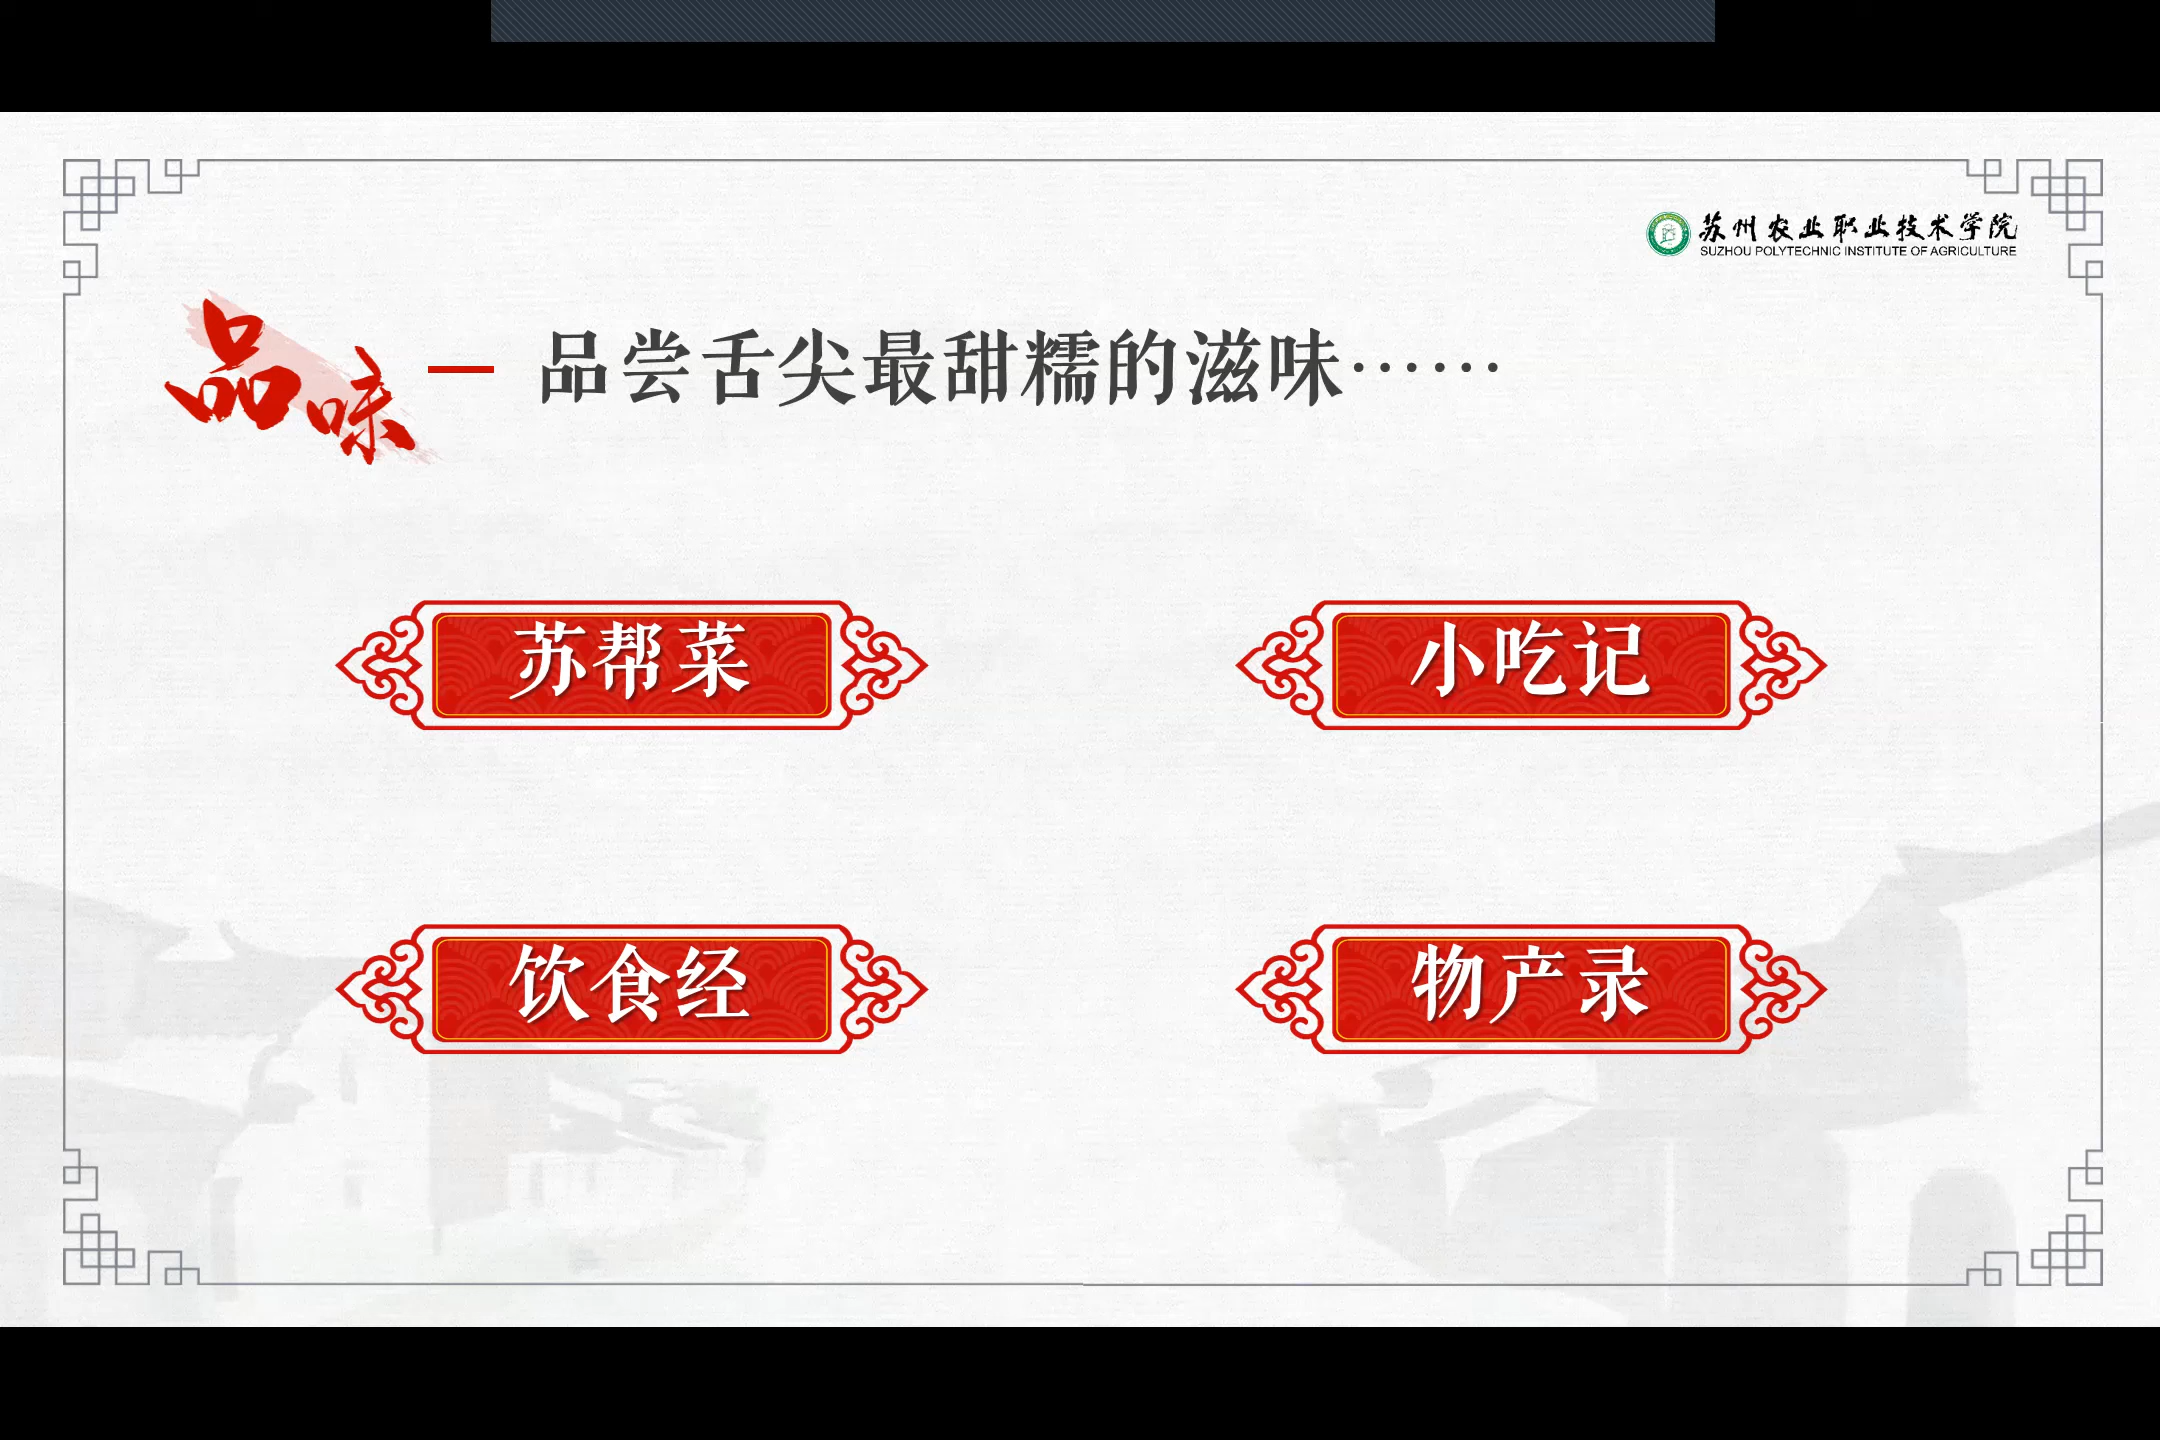 苏州农业职业技术学院
SUZHOU POLYTECHNIC INSTITUTE OF AGRICULTURE
品味 — 品尝舌尖最甜糯的滋味……
苏帮菜
小吃记
饮食经
物产录